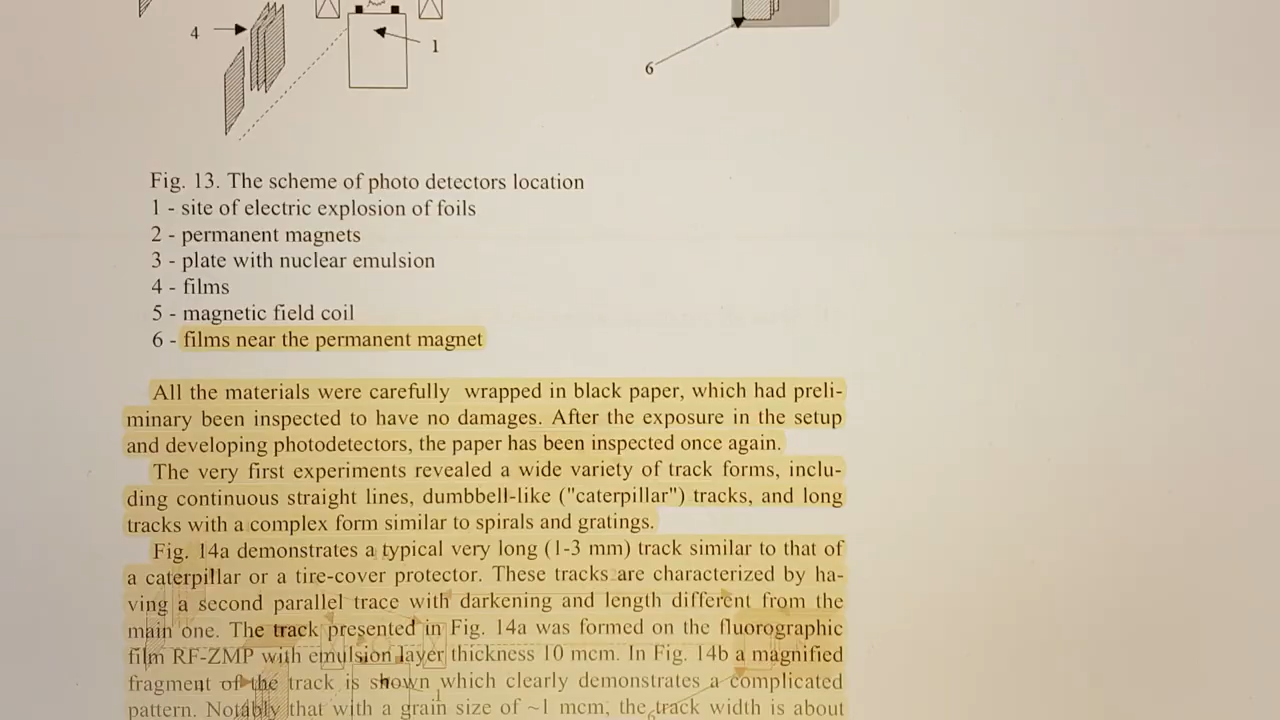 4
1
6
Fig. 13. The scheme of photo detectors location
1 - site of electric explosion of foils
2 - permanent magnets
3 - plate with nuclear emulsion
4 - films
5 - magnetic field coil
6 - films near the permanent magnet
All the materials were carefully wrapped in black paper, which had preli-
minary been inspected to have no damages. After the exposure in the setup
and developing photodetectors, the paper has been inspected once again.
The very first experiments revealed a wide variety of track forms, inclu-
ding continuous straight lines, dumbbell-like ("caterpillar") tracks, and long
tracks with a complex form similar to spirals and gratings.
Fig. 14a demonstrates a typical very long (1-3 mm) track similar to that of
a caterpillar or a tire-cover protector. These tracks are characterized by ha-
ving a second parallel trace with darkening and length different from the
main one. The track presented in Fig. 14a was formed on the fluorographic
film RF-ZMP with emulsion layer thickness 10 mcm. In Fig. 14b a magnified
fragment of the track is shown which clearly demonstrates a complicated
pattern. Notably that with a grain size of ~1 mcm, the track width is about